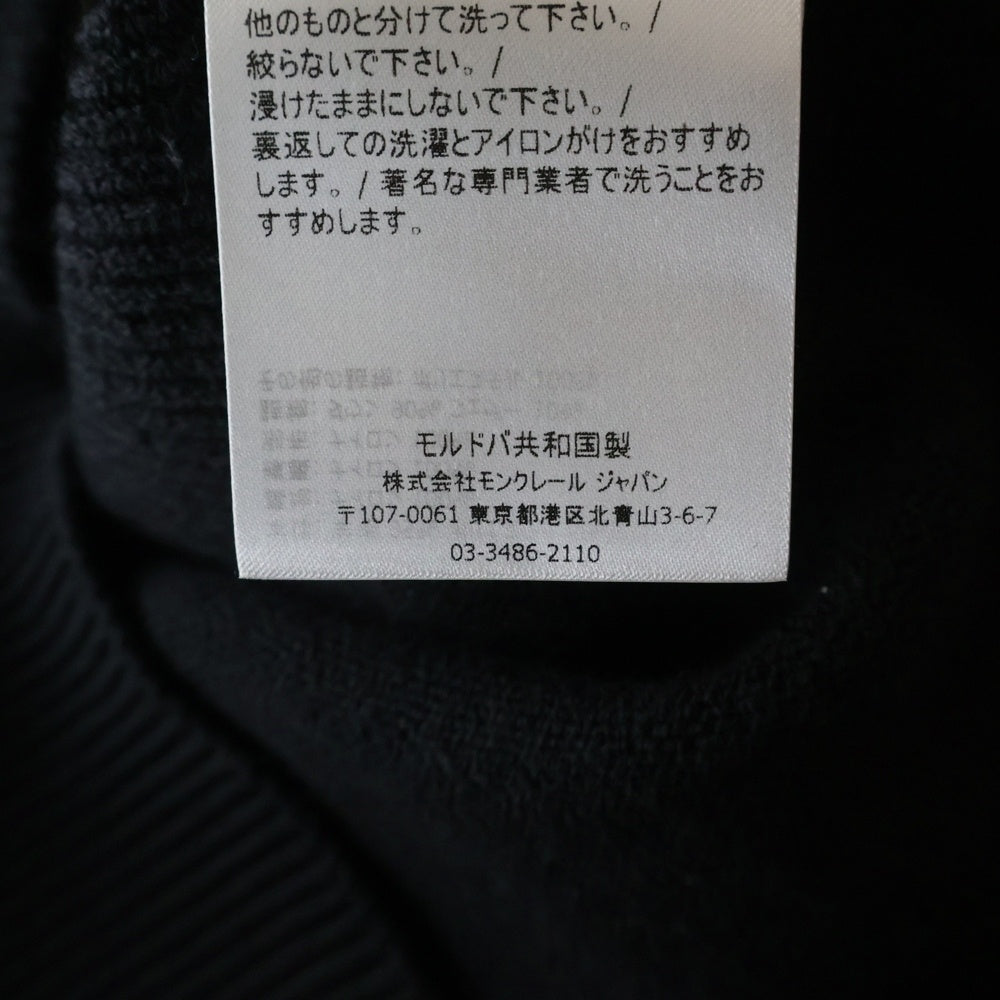 他のものと分けて洗って下さい。/
絞らないで下さい。/
浸けたままにしないで下さい。/
裏返しての洗濯とアイロンがけをおすすめ
します。/ 著名な専門業者で洗うことをお
すすめします。
モルドバ共和国製
株式会社モンクレール ジャパン
〒107-0061 東京都港区北青山3-6-7
03-3486-2110